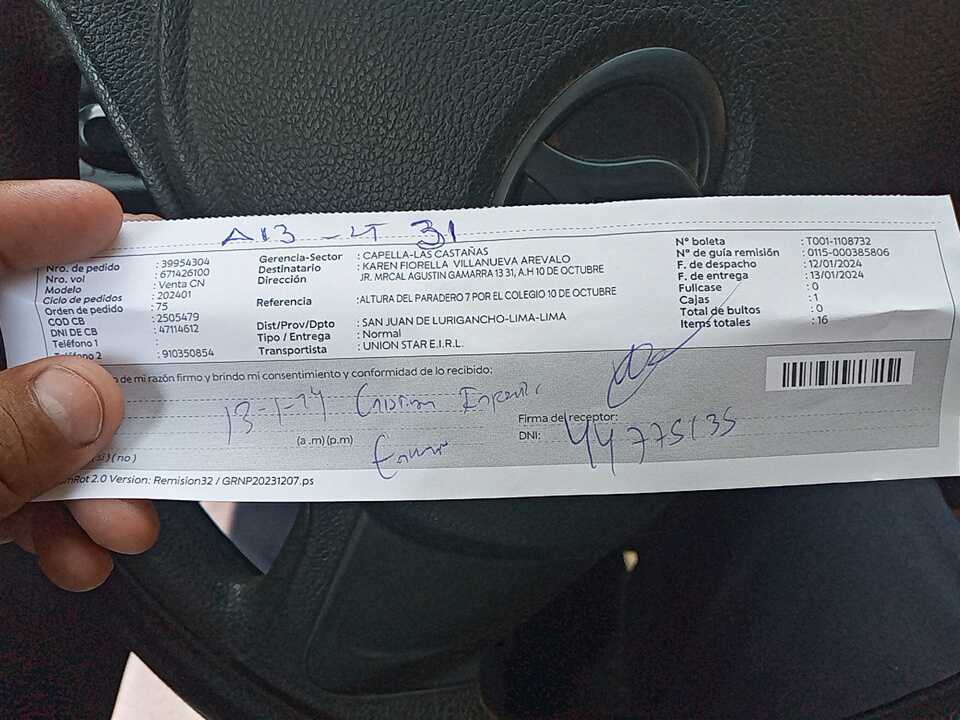 A13 - LT 31
Nro. de pedido : 39954304
Nro. vol : 671426100
Modelo : Venta CN
Ciclo de pedidos : 202401
Orden de pedido : 75
COD CB : 2505479
DNI DE CB : 47114612
Teléfono 1 :
2 : 910350854
Gerencia-Sector : CAPELLA-LAS CASTAÑAS
Destinatario : KAREN FIORELLA VILLANUEVA AREVALO
Dirección : JR. MRCAL AGUSTIN GAMARRA 13 31, A.H 10 DE OCTUBRE
Referencia : ALTURA DEL PARADERO 7 POR EL COLEGIO 10 DE OCTUBRE
Dist/Prov/Dpto : SAN JUAN DE LURIGANCHO-LIMA-LIMA
Tipo / Entrega : Normal
Transportista : UNION STAR E.I.R.L.
N° boleta : T001-1108732
N° de guía remisión : 0115-000385806
F. de despacho : 12/01/2024
F. de entrega : 13/01/2024
Fullcase : 0
Cajas : 1
Total de bultos : 0
Items totales : 16
de mi razón firmo y brindo mi consentimiento y conformidad de lo recibido:
13-1-24
(a.m) (p.m)
Firma del receptor:
DNI: 44775135
(si) (no)
2.0 Version: Remision32 / GRNP20231207.ps